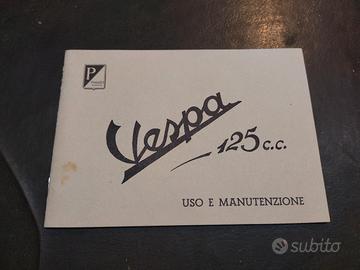 P
Vespa
125 c.c.
USO E MANUTENZIONE
subito